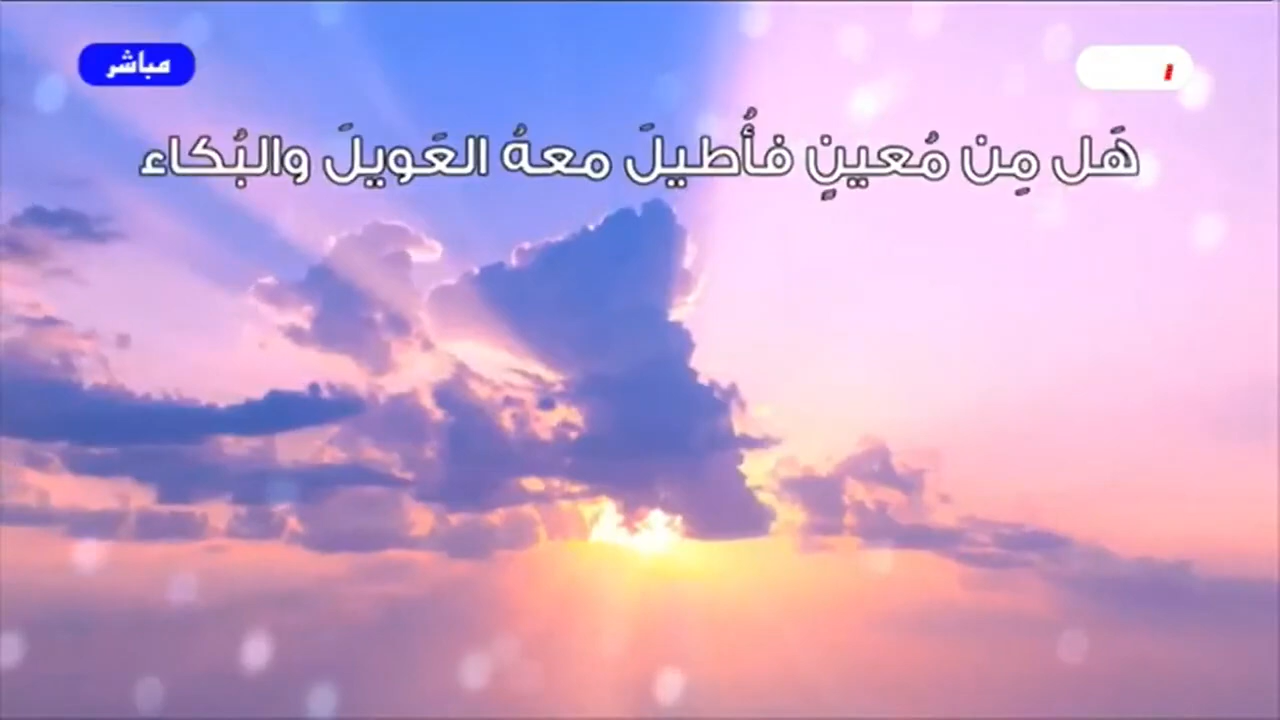 مباشر
هَل مِن مُعينٍ فأُطيلَ معهُ العَويلَ والبُكاء